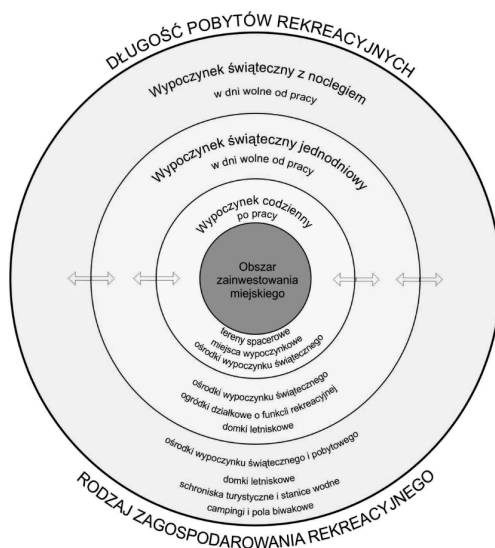 DŁUGOŚĆ POBYTÓW REKREACYJNYCH
Wypoczynek świąteczny z noclegiem
w dni wolne od pracy
Wypoczynek świąteczny jednodniowy
w dni wolne od pracy
Wypoczynek codzienny
po pracy
Obszar
zainwestowania
miejskiego
tereny spacerowe
miejsca wypoczynkowe
ośrodki wypoczynku świątecznego
ośrodki wypoczynku świątecznego
ogródki działkowe o funkcji rekreacyjnej
domki letniskowe
ośrodki wypoczynku świątecznego i pobytowego
domki letniskowe
schroniska turystyczne i stanice wodne
campingi i pola biwakowe
RODZAJ ZAGOSPODAROWANIA REKREACYJNEGO